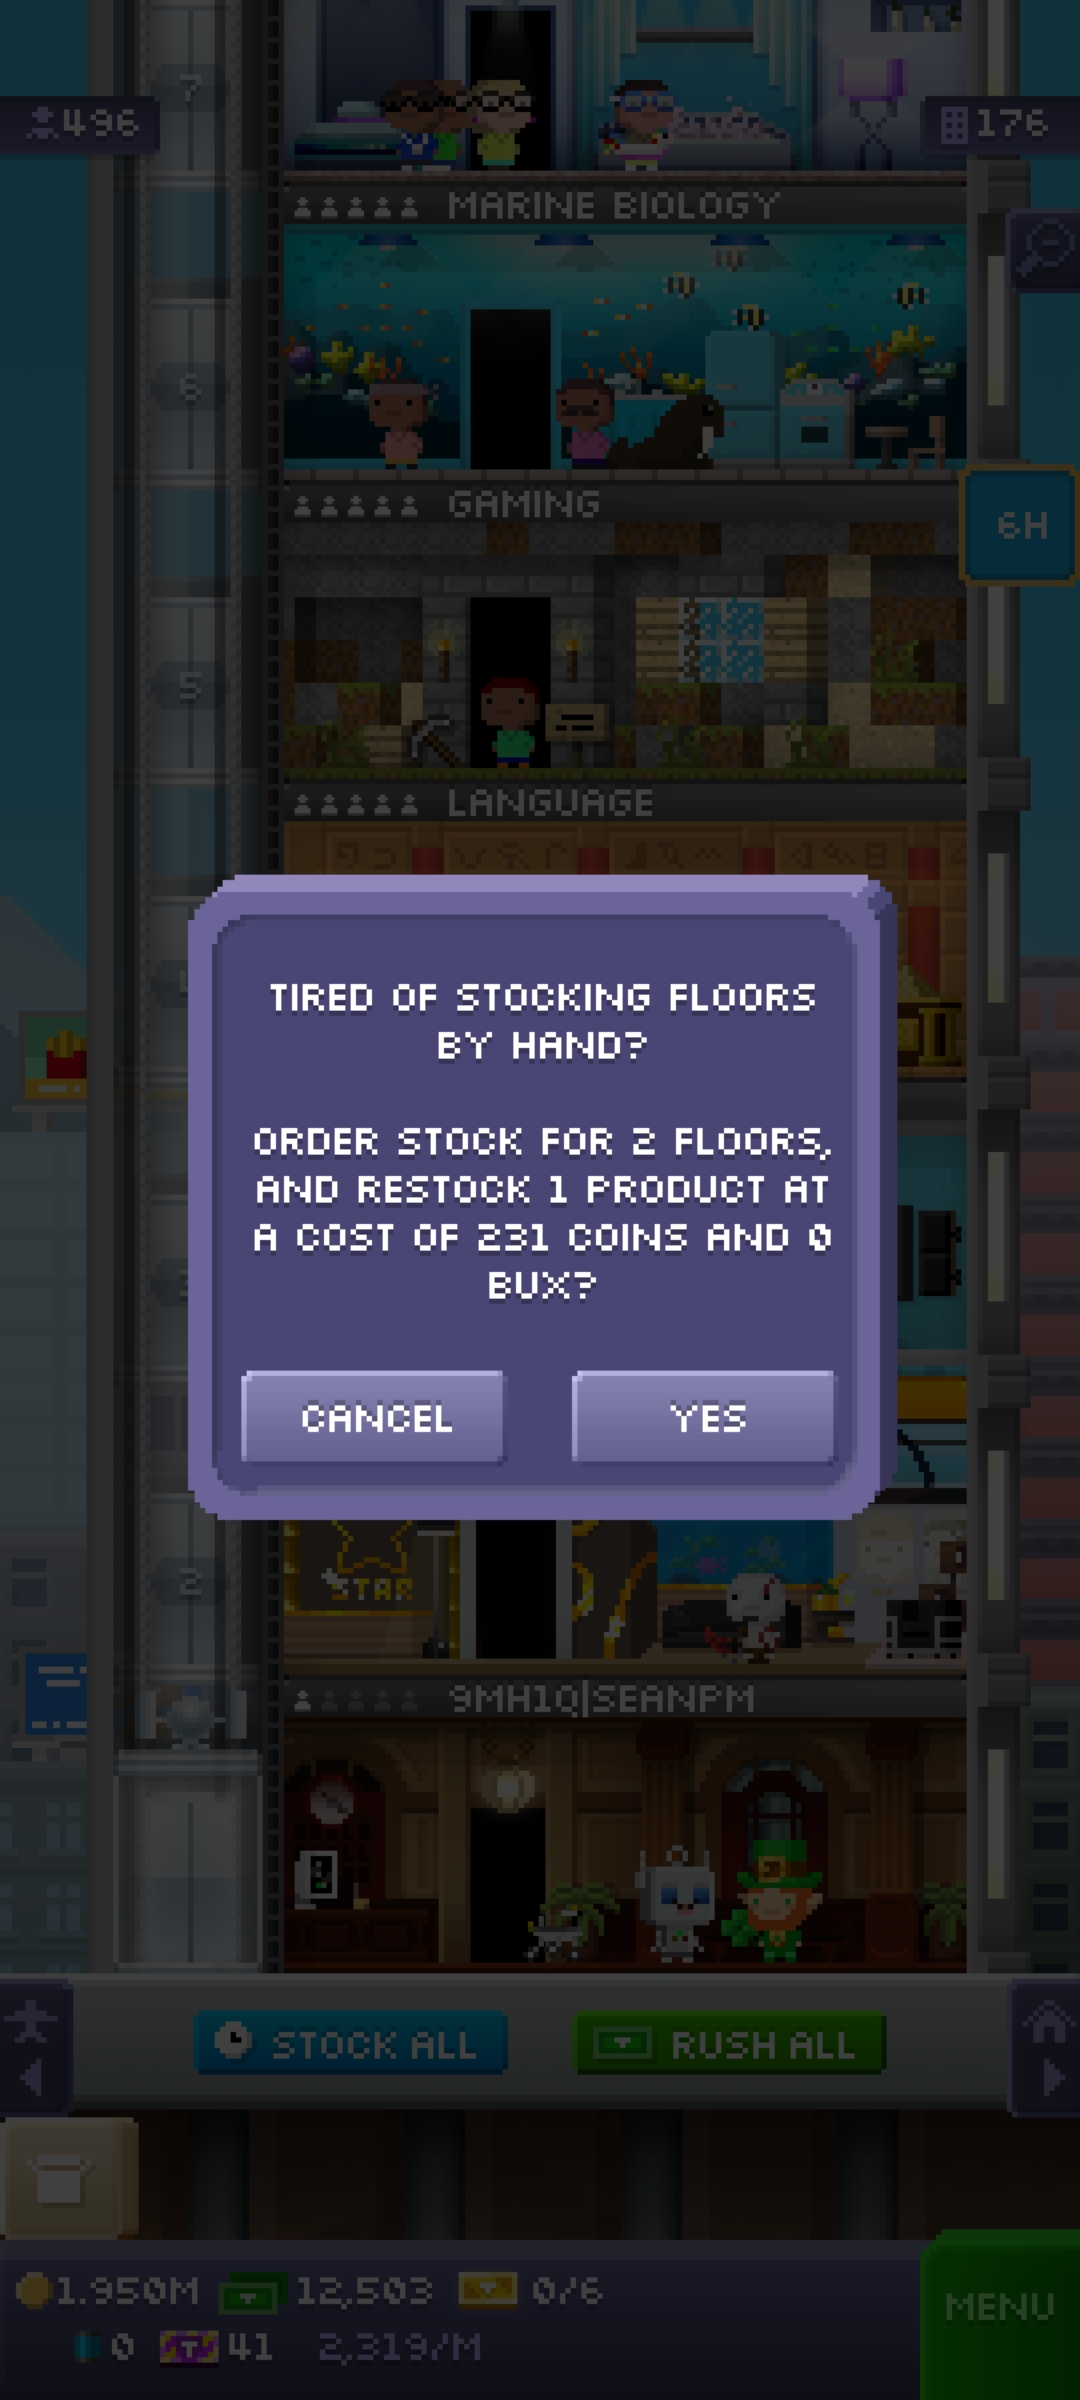 7
496
176
MARINE BIOLOGY
6
GAMING
6H
5
LANGUAGE
TIRED OF STOCKING FLOORS
BY HAND?
ORDER STOCK FOR 2 FLOORS,
AND RESTOCK 1 PRODUCT AT
A COST OF 231 COINS AND 0
BUX?
CANCEL
YES
2
STAR
9MH1Q|SEANPM
STOCK ALL
RUSH ALL
1.950M
12,503
0/6
MENU
0
41
2,319/M